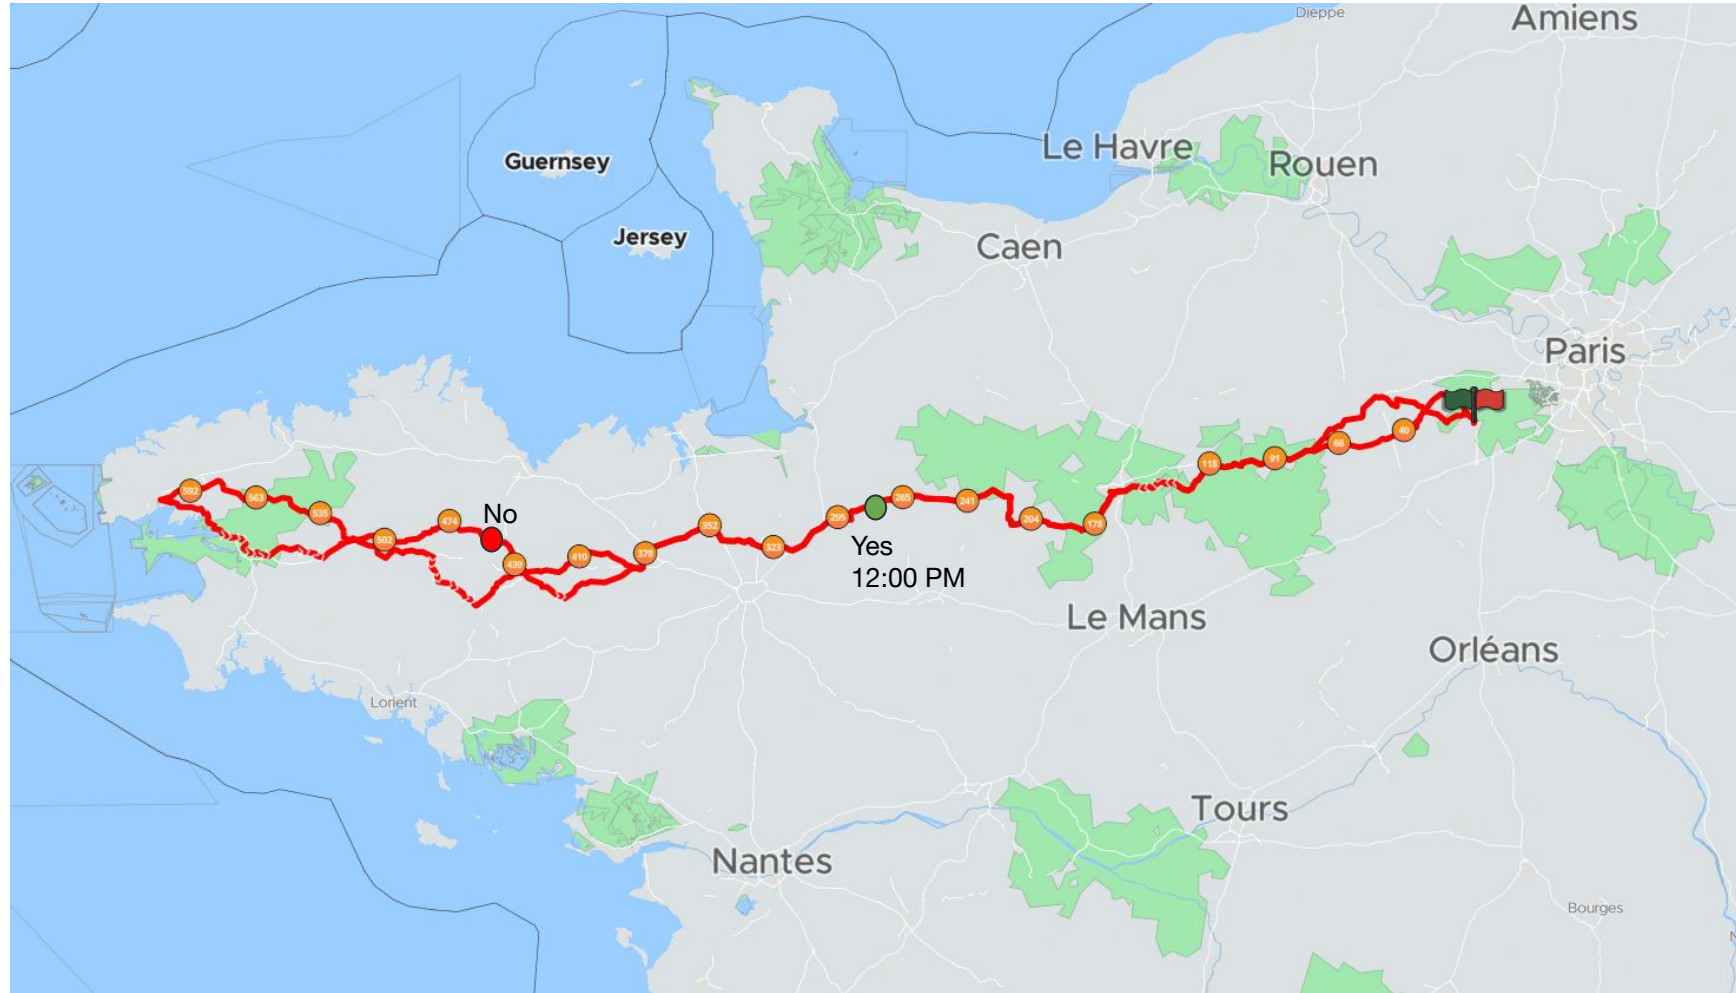 Dieppe
Amiens
Le Havre
Rouen
Guernsey
Jersey
Caen
Paris
40
66
91
118
592
563
535
474
No
502
439
410
378
352
323
295
265
241
204
178
Yes
12:00 PM
Le Mans
Orléans
Lorient
Tours
Nantes
Bourges
N